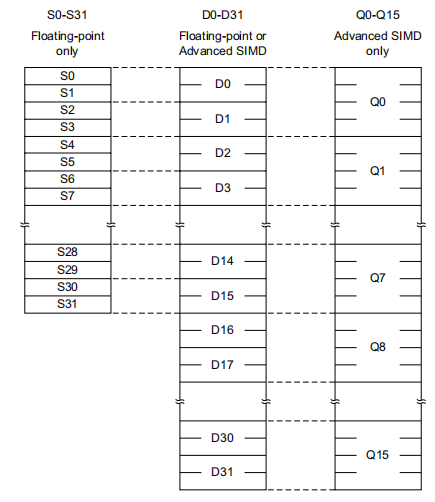 S0-S31 D0-D31 Q0-Q15
Floating-point only
Floating-point or Advanced SIMD
Advanced SIMD only
S0
S1
S2
S3
S4
S5
S6
S7
S28
S29
S30
S31
D0
D1
D2
D3
D14
D15
D16
D17
D30
D31
Q0
Q1
Q7
Q8
Q15